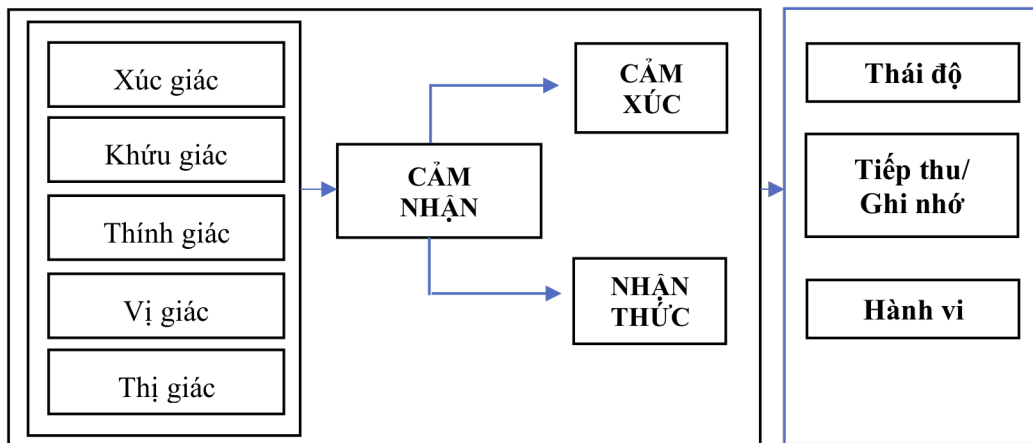 Xúc giác
Khứu giác
Thính giác
Vị giác
Thị giác
CẢM
NHẬN
CẢM
XÚC
NHẬN
THỨC
Thái độ
Tiếp thu/
Ghi nhớ
Hành vi